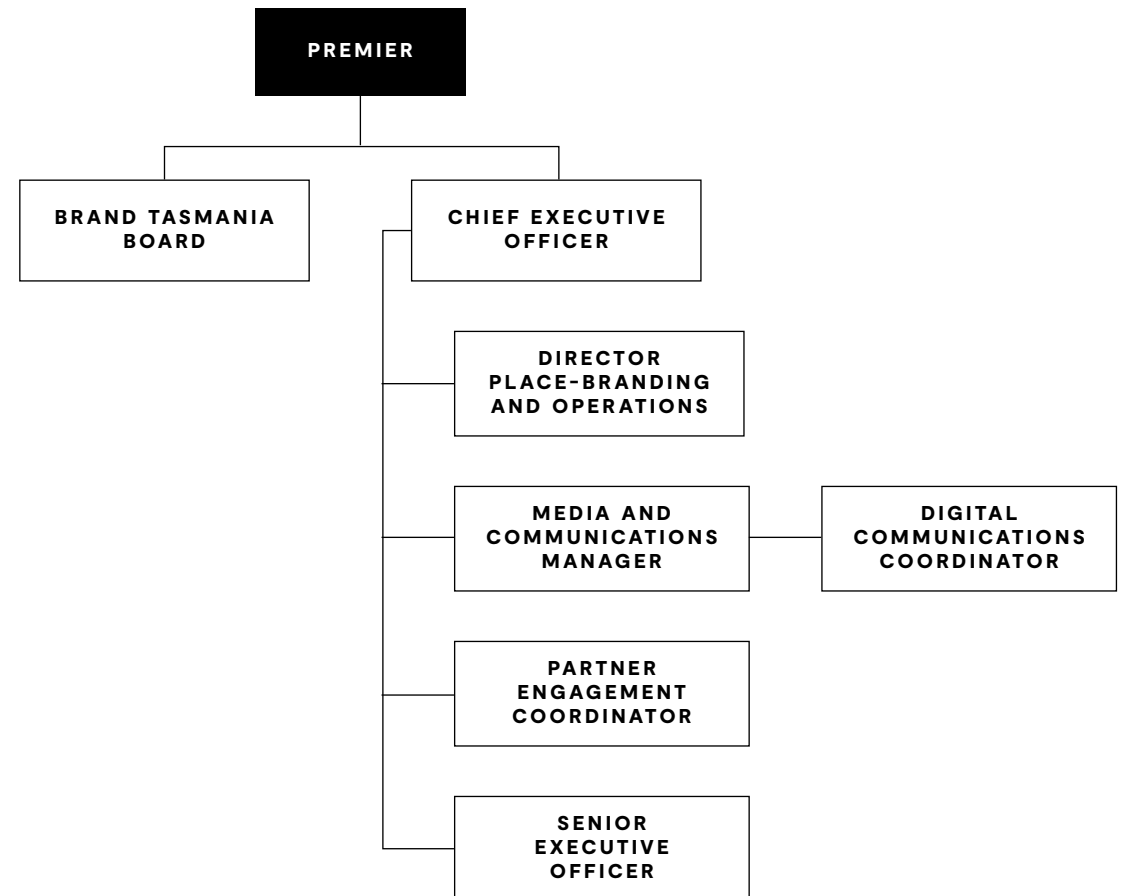 PREMIER
BRAND TASMANIA
BOARD
CHIEF EXECUTIVE
OFFICER
DIRECTOR
PLACE-BRANDING
AND OPERATIONS
MEDIA AND
COMMUNICATIONS
MANAGER
DIGITAL
COMMUNICATIONS
COORDINATOR
PARTNER
ENGAGEMENT
COORDINATOR
SENIOR
EXECUTIVE
OFFICER